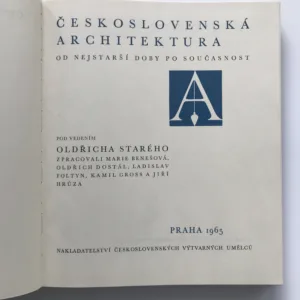 ČESKOSLOVENSKÁ
ARCHITEKTURA
OD NEJSTARŠÍ DOBY PO SOUČASNOST
A
POD VEDENÍM
OLDŘICHA STARÉHO
ZPRACOVALI MARIE BENEŠOVÁ,
OLDŘICH DOSTÁL, LADISLAV
FOLTYN, KAMIL GROSS A JIŘÍ
HRŮZA
PRAHA 1965
NAKLADATELSTVÍ ČESKOSLOVENSKÝCH VÝTVARNÝCH UMĚLCŮ